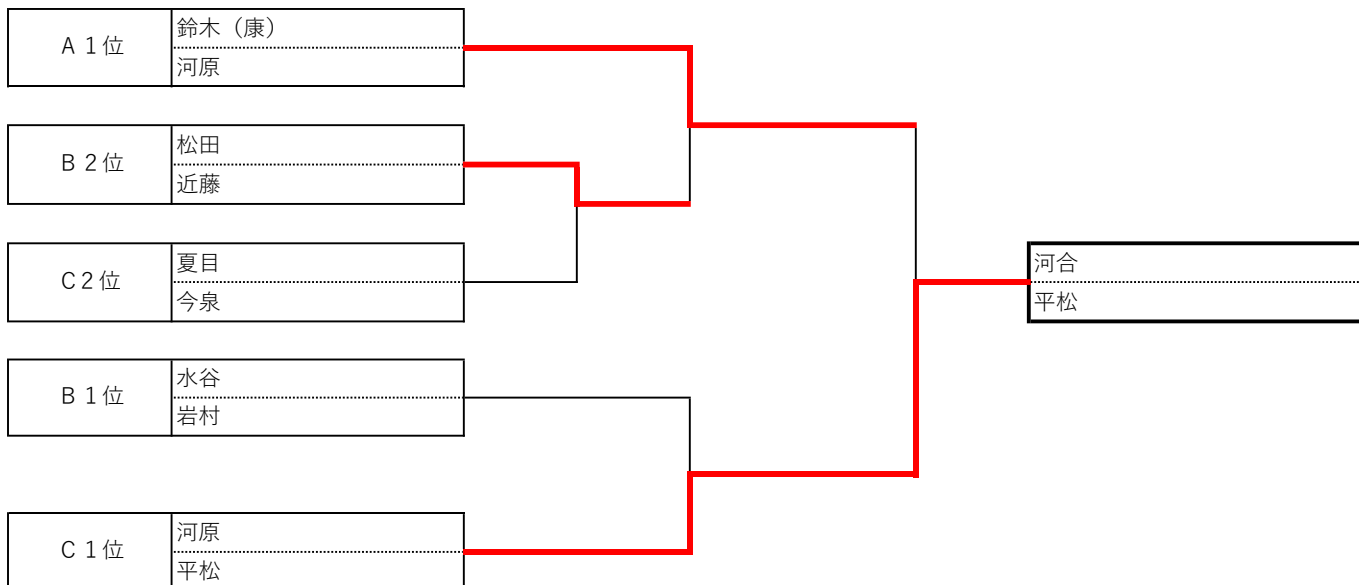 A 1位
鈴木（康）
河原
B 2位
松田
近藤
C2位
夏目
今泉
B 1位
水谷
岩村
C 1位
河原
平松
河合
平松